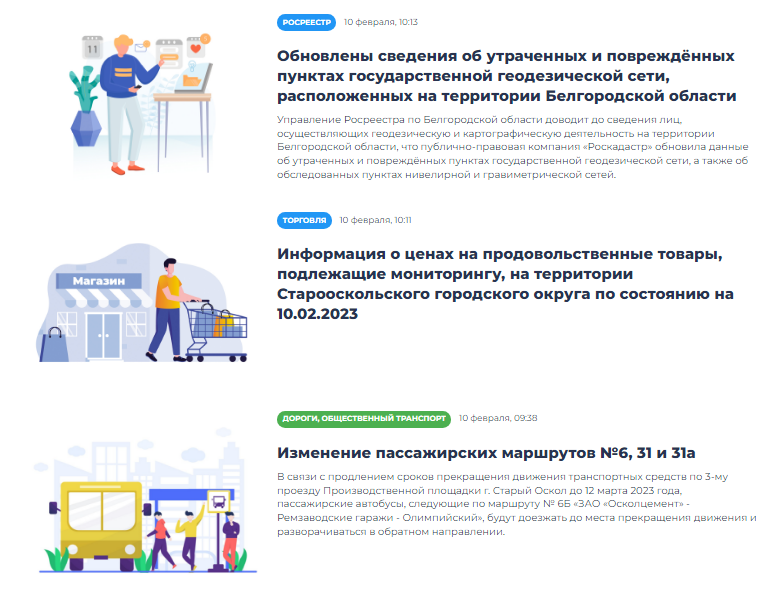 РОСРЕЕСТР 10 февраля, 10:13
11
Обновлены сведения об утраченных и повреждённых
пунктах государственной геодезической сети,
расположенных на территории Белгородской области
Управление Росреестра по Белгородской области доводит до сведения лиц,
осуществляющих геодезическую и картографическую деятельность на территории
Белгородской области, что публично-правовая компания «Роскадастр» обновила данные
об утраченных и повреждённых пунктах государственной геодезической сети, а также об
обследованных пунктах нивелирной и гравиметрической сетей.
ТОРГОВЛЯ 10 февраля, 10:11
Информация о ценах на продовольственные товары,
подлежащие мониторингу, на территории
Старооскольского городского округа по состоянию на
10.02.2023
Магазин
ДОРОГИ, ОБЩЕСТВЕННЫЙ ТРАНСПОРТ 10 февраля, 09:38
Изменение пассажирских маршрутов №6, 31 и 31а
В связи с продлением сроков прекращения движения транспортных средств по 3-му
проезду Производственной площадки г. Старый Оскол до 12 марта 2023 года,
пассажирские автобусы, следующие по маршруту № 6Б «ЗАО «Осколцемент» -
Ремзаводские гаражи - Олимпийский», будут доезжать до места прекращения движения и
разворачиваться в обратном направлении.